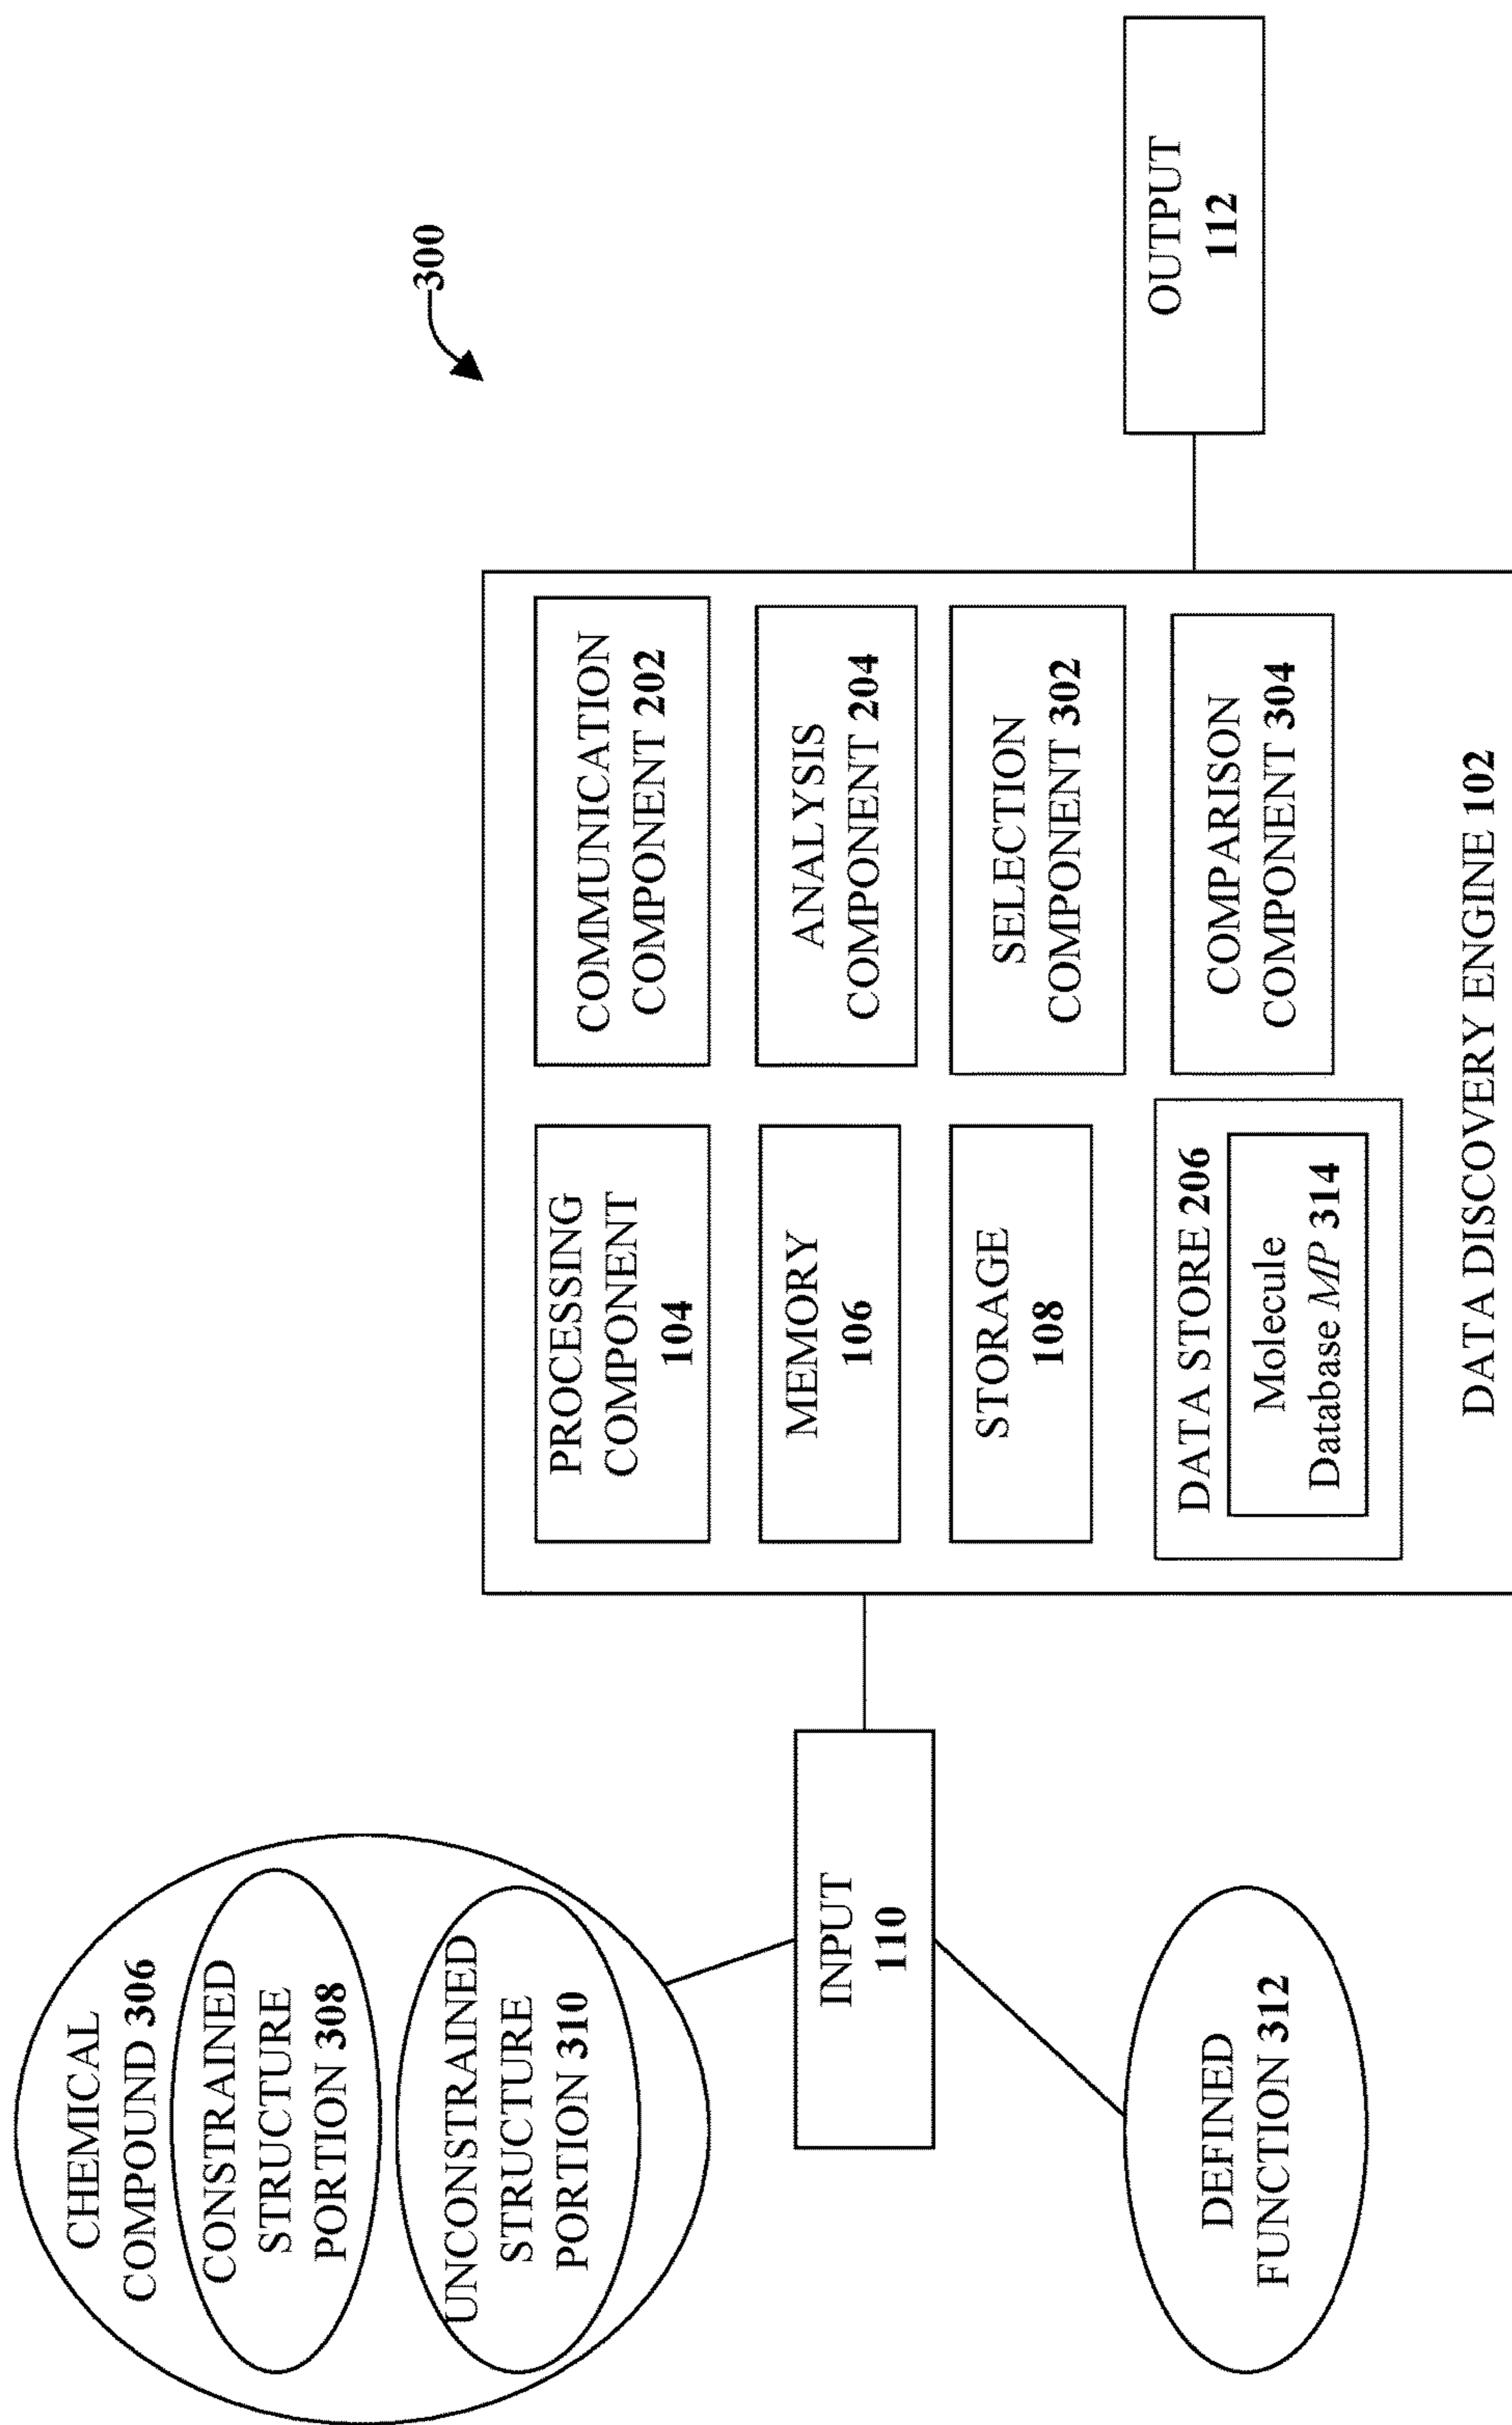 300
CHEMICAL
COMPOUND 306
CONSTRAINED
STRUCTURE
PORTION 308
UNCONSTRAINED
STRUCTURE
PORTION 310
INPUT
110
DEFINED
FUNCTION 312
PROCESSING
COMPONENT
104
COMMUNICATION
COMPONENT 202
MEMORY
106
ANALYSIS
COMPONENT 204
STORAGE
108
SELECTION
COMPONENT 302
DATA STORE 206
Molecule
Database MP 314
COMPARISON
COMPONENT 304
DATA DISCOVERY ENGINE 102
OUTPUT
112